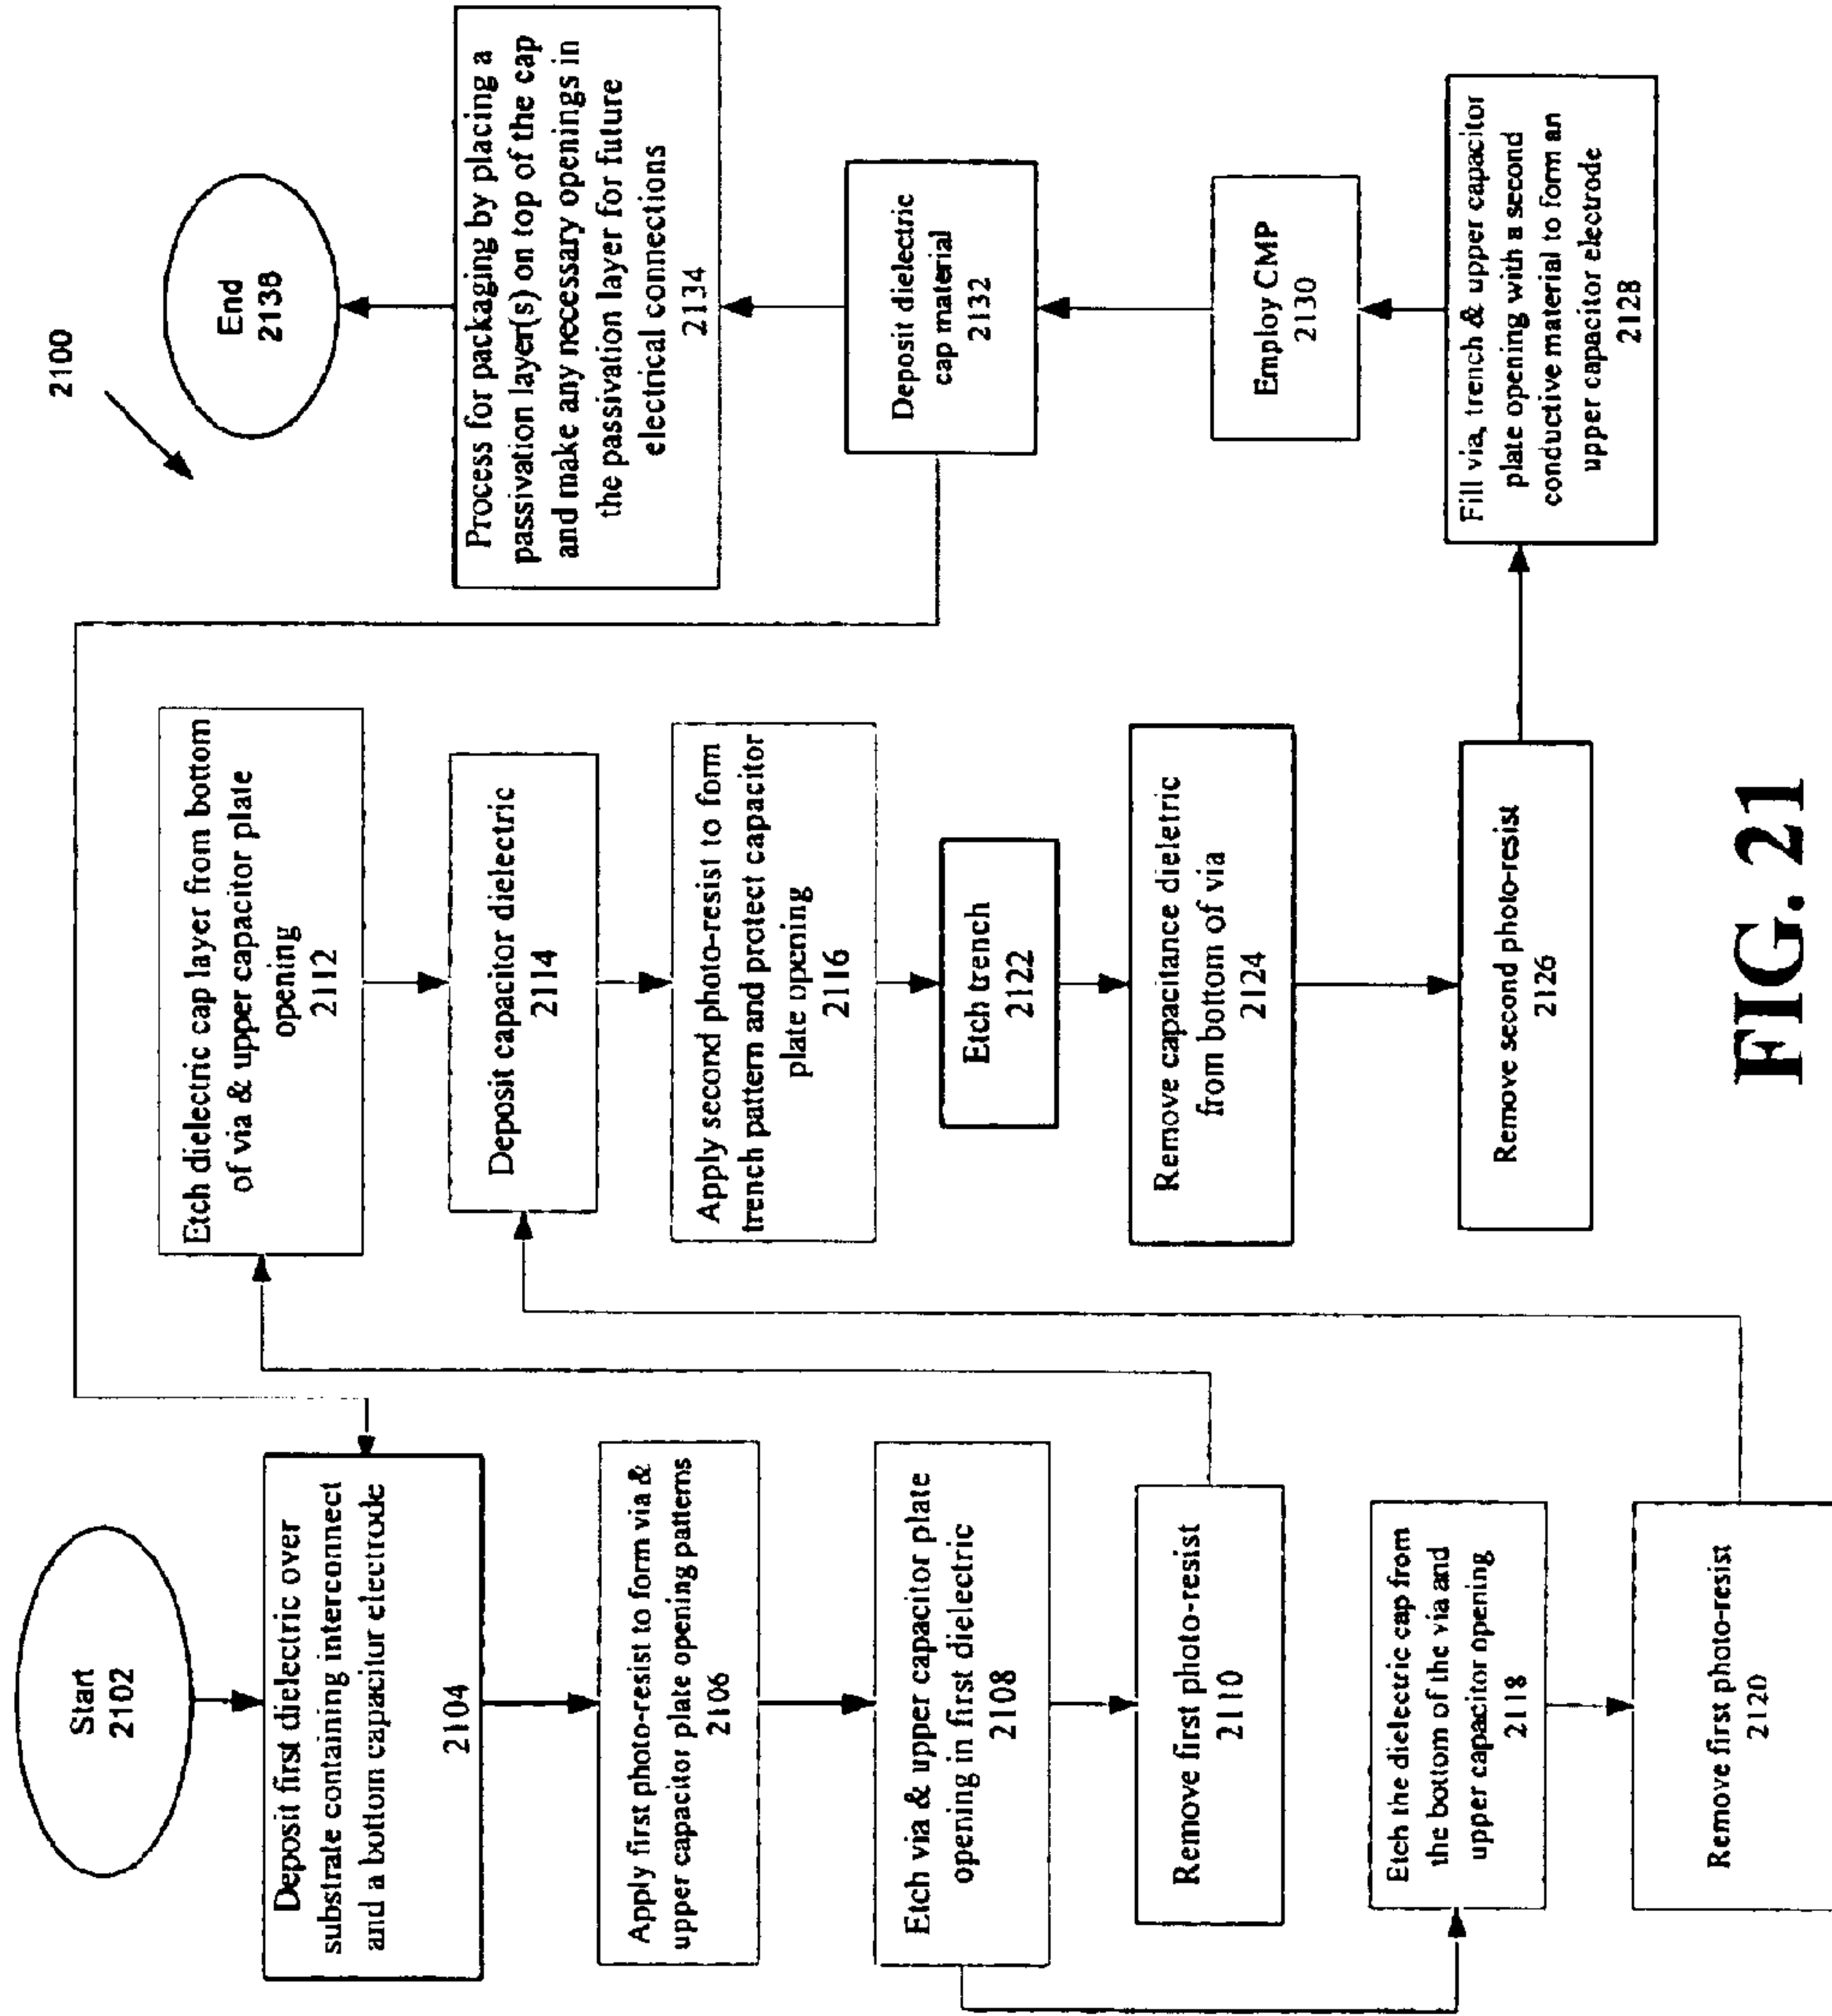 2100
Start
2102
Deposit first dielectric over
substrate containing interconnect
and a bottom capacitor electrode
2104
Apply first photo-resist to form via &
upper capacitor plate opening patterns
2106
Etch via & upper capacitor plate
opening in first dielectric
2108
Remove first photo-resist
2110
Etch the dielectric cap from
the bottom of the via and
upper capacitor opening
2118
Remove first photo-resist
2120
Etch dielectric cap layer from bottom
of via & upper capacitor plate
opening
2112
Deposit capacitor dielectric
2114
Apply second photo-resist to form
trench pattern and protect capacitor
plate opening
2116
Etch trench
2122
Remove capacitance dieletric
from bottom of via
2124
Remove second photo-resist
2126
End
2138
Process for packaging by placing a
passivation layer(s) on top of the cap
and make any necessary openings in
the passivation layer for future
electrical connections
2134
Deposit dielectric
cap material
2132
Employ CMP
2130
Fill via, trench & upper capacitor
plate opening with a second
conductive material to form an
upper capacitor electrode
2128
FIG. 21